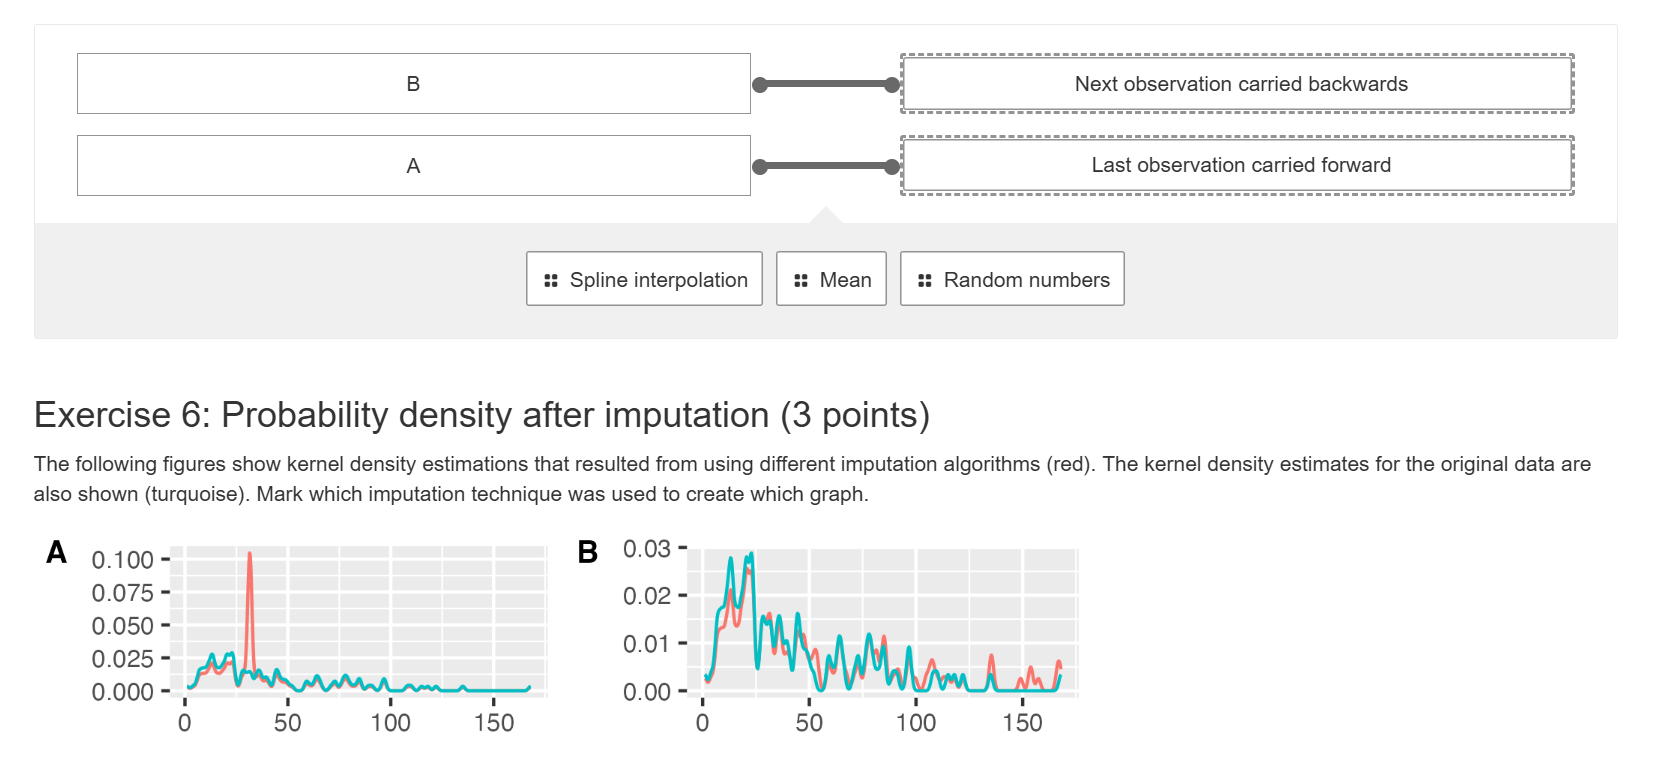 B Next observation carried backwards
A Last observation carried forward
Spline interpolation Mean Random numbers
Exercise 6: Probability density after imputation (3 points)
The following figures show kernel density estimations that resulted from using different imputation algorithms (red). The kernel density estimates for the original data are
also shown (turquoise). Mark which imputation technique was used to create which graph.
A
0.100
0.075
0.050
0.025
0.000
0 50 100 150
B
0.03
0.02
0.01
0.00
0 50 100 150